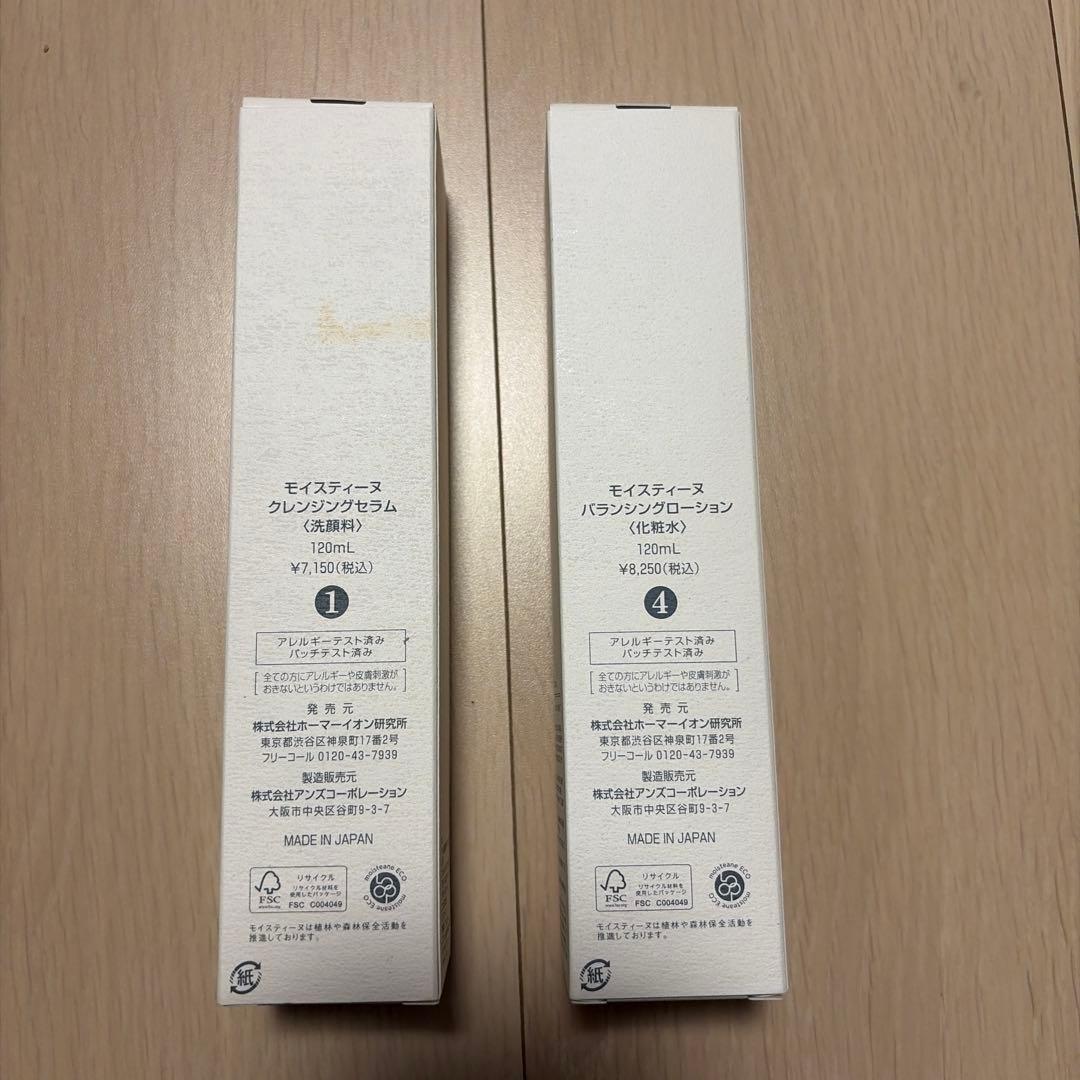 モイスティーヌ
クレンジングセラム
〈洗顔料〉
120mL
¥7,150(税込)
1
アレルギーテスト済み
パッチテスト済み
全ての方にアレルギーや皮膚刺激が
おきないというわけではありません。
発売元
株式会社ホーマーイオン研究所
東京都渋谷区神泉町17番2号
フリーコール 0120-43-7939
製造販売元
株式会社アンズコーポレーション
大阪市中央区谷町9-3-7
MADE IN JAPAN
FSC
www.fsc.org
リサイクル
リサイクル材料を
使用したパッケージ
FSC C004049
moisteane ECO
moisteane ECO
モイスティーヌは植林や森林保全活動を
推進しております。
紙
モイスティーヌ
バランシングローション
〈化粧水〉
120mL
¥8,250(税込)
4
アレルギーテスト済み
パッチテスト済み
全ての方にアレルギーや皮膚刺激が
おきないというわけではありません。
発売元
株式会社ホーマーイオン研究所
東京都渋谷区神泉町17番2号
フリーコール 0120-43-7939
製造販売元
株式会社アンズコーポレーション
大阪市中央区谷町9-3-7
MADE IN JAPAN
FSC
www.fsc.org
リサイクル
リサイクル材料を
使用したパッケージ
FSC C004049
moisteane ECO
moisteane ECO
モイスティーヌは植林や森林保全活動を
推進しております。
紙